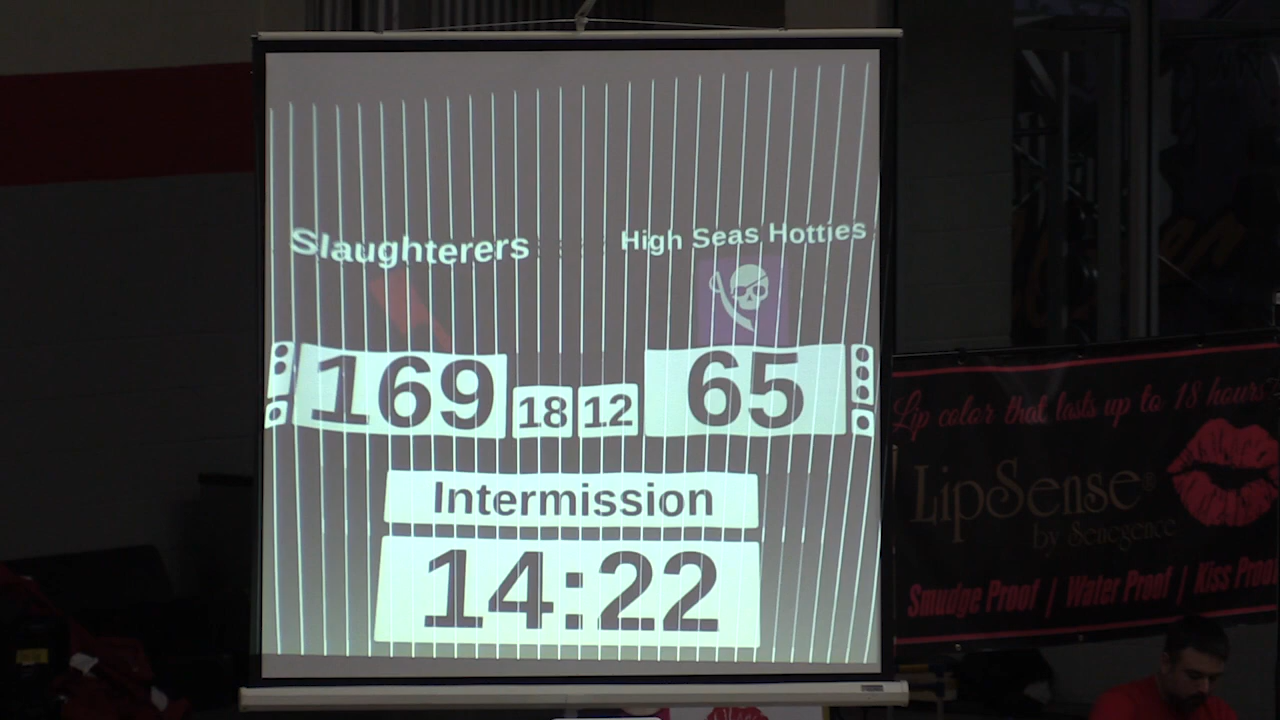 Slaughterers
High Seas Hotties
169
18
12
65
Intermission
14:22
Lip color that lasts up to 18 hours
LipSense
by Senegence
Smudge Proof / Water Proof / Kiss Proof